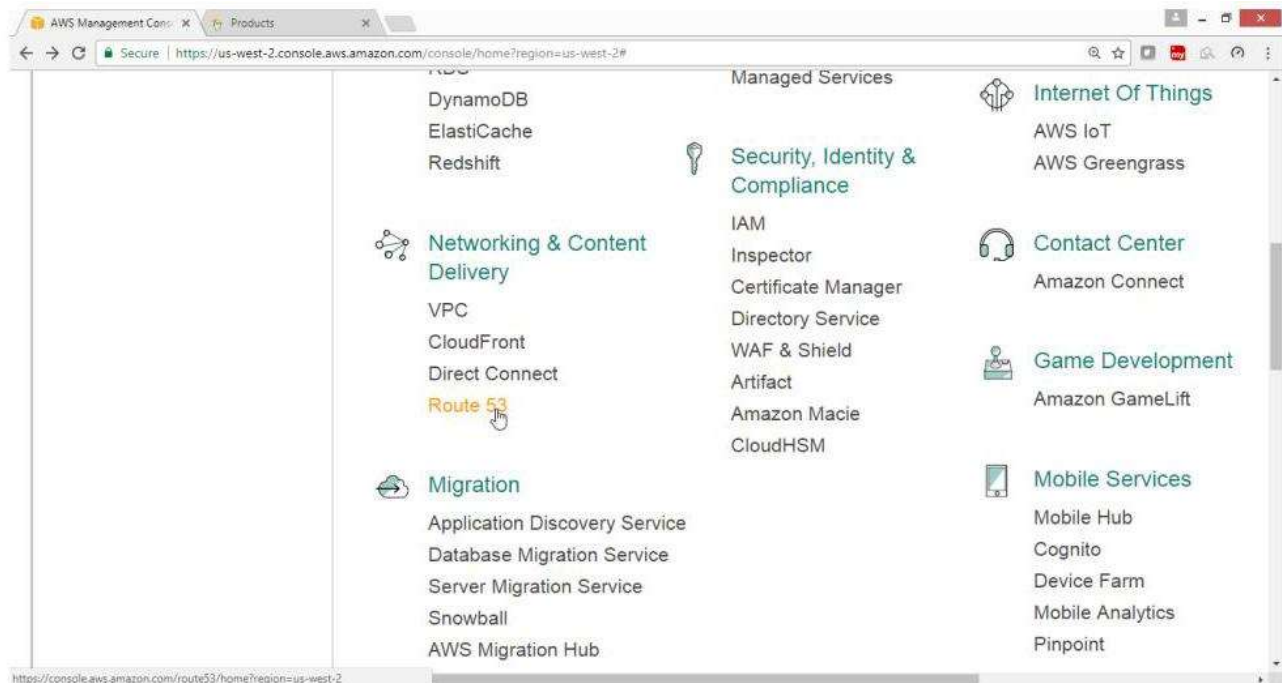 AWS Management Cons
Products
Secure | https://us-west-2.console.aws.amazon.com/console/home?region=us-west-2#
RDS
DynamoDB
ElastiCache
Redshift
Networking & Content
Delivery
VPC
CloudFront
Direct Connect
Route 53
Migration
Application Discovery Service
Database Migration Service
Server Migration Service
Snowball
AWS Migration Hub
Managed Services
Security, Identity &
Compliance
IAM
Inspector
Certificate Manager
Directory Service
WAF & Shield
Artifact
Amazon Macie
CloudHSM
Internet Of Things
AWS IoT
AWS Greengrass
Contact Center
Amazon Connect
Game Development
Amazon GameLift
Mobile Services
Mobile Hub
Cognito
Device Farm
Mobile Analytics
Pinpoint
https://console.aws.amazon.com/route53/home?region=us-west-2